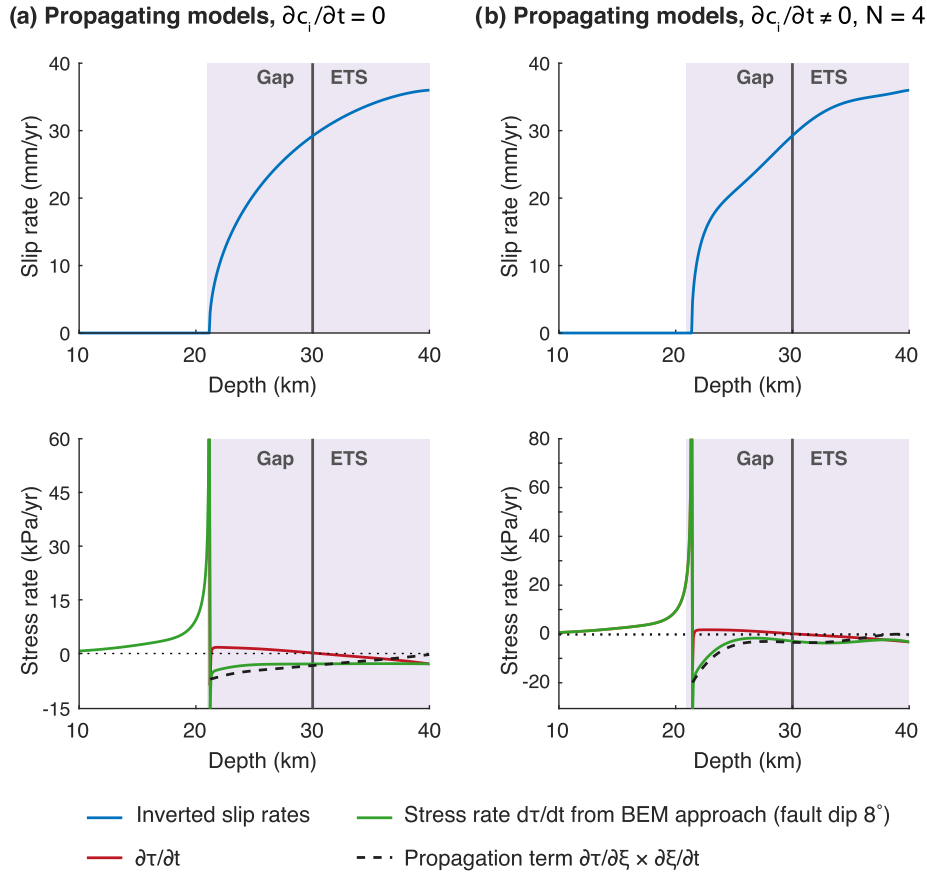 (a) Propagating models, ∂cᵢ/∂t = 0
(b) Propagating models, ∂cᵢ/∂t ≠ 0, N = 4
40
30
20
10
0
Slip rate (mm/yr)
Gap
ETS
10
20
30
40
Depth (km)
40
30
20
10
0
Slip rate (mm/yr)
Gap
ETS
10
20
30
40
Depth (km)
60
45
30
15
0
-15
Stress rate (kPa/yr)
Gap
ETS
10
20
30
40
Depth (km)
80
60
40
20
0
-20
Stress rate (kPa/yr)
Gap
ETS
10
20
30
40
Depth (km)
Inverted slip rates
Stress rate dτ/dt from BEM approach (fault dip 8°)
∂τ/∂t
Propagation term ∂τ/∂ξ × ∂ξ/∂t